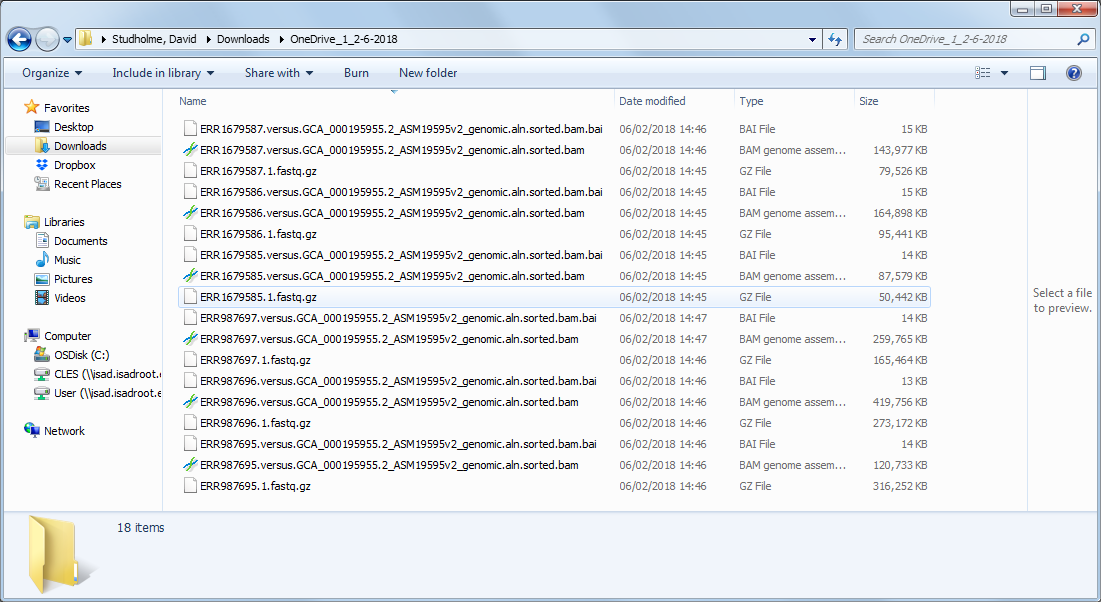 Studholme, David Downloads OneDrive_1_2-6-2018 Search OneDrive_1_2-6-2018
Organize Include in library Share with Burn New folder
Favorites
Desktop
Downloads
Dropbox
Recent Places
Libraries
Documents
Music
Pictures
Videos
Computer
OSDisk (C:)
CLES (\\isad.isadroot.e
User (\\isad.isadroot.e
Network
Name Date modified Type Size
ERR1679587.versus.GCA_000195955.2_ASM19595v2_genomic.aln.sorted.bam.bai 06/02/2018 14:46 BAI File 15 KB
ERR1679587.versus.GCA_000195955.2_ASM19595v2_genomic.aln.sorted.bam 06/02/2018 14:46 BAM genome assem... 143,977 KB
ERR1679587.1.fastq.gz 06/02/2018 14:45 GZ File 79,526 KB
ERR1679586.versus.GCA_000195955.2_ASM19595v2_genomic.aln.sorted.bam.bai 06/02/2018 14:46 BAI File 15 KB
ERR1679586.versus.GCA_000195955.2_ASM19595v2_genomic.aln.sorted.bam 06/02/2018 14:45 BAM genome assem... 164,898 KB
ERR1679586.1.fastq.gz 06/02/2018 14:45 GZ File 95,441 KB
ERR1679585.versus.GCA_000195955.2_ASM19595v2_genomic.aln.sorted.bam.bai 06/02/2018 14:45 BAI File 14 KB
ERR1679585.versus.GCA_000195955.2_ASM19595v2_genomic.aln.sorted.bam 06/02/2018 14:45 BAM genome assem... 87,579 KB
ERR1679585.1.fastq.gz 06/02/2018 14:45 GZ File 50,442 KB
ERR987697.versus.GCA_000195955.2_ASM19595v2_genomic.aln.sorted.bam.bai 06/02/2018 14:47 BAI File 14 KB
ERR987697.versus.GCA_000195955.2_ASM19595v2_genomic.aln.sorted.bam 06/02/2018 14:47 BAM genome assem... 259,765 KB
ERR987697.1.fastq.gz 06/02/2018 14:46 GZ File 165,464 KB
ERR987696.versus.GCA_000195955.2_ASM19595v2_genomic.aln.sorted.bam.bai 06/02/2018 14:46 BAI File 13 KB
ERR987696.versus.GCA_000195955.2_ASM19595v2_genomic.aln.sorted.bam 06/02/2018 14:46 BAM genome assem... 419,756 KB
ERR987696.1.fastq.gz 06/02/2018 14:46 GZ File 273,172 KB
ERR987695.versus.GCA_000195955.2_ASM19595v2_genomic.aln.sorted.bam.bai 06/02/2018 14:46 BAI File 14 KB
ERR987695.versus.GCA_000195955.2_ASM19595v2_genomic.aln.sorted.bam 06/02/2018 14:46 BAM genome assem... 120,733 KB
ERR987695.1.fastq.gz 06/02/2018 14:46 GZ File 316,252 KB
Select a file
to preview.
18 items